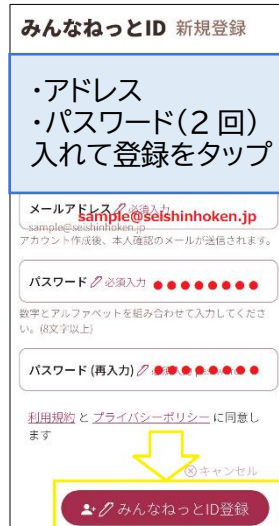 みんなねっとID 新規登録
・アドレス
・パスワード(2 回)
入れて登録をタップ
メールアドレス 必須入力
sample@seishinhoken.jp
sample@seishinhoken.jp
アカウント作成後、本人確認のメールが送信されます。
パスワード 必須入力 ●●●●●●●●
数字とアルファベットを組み合わせて入力してくださ
い。(8文字以上)
パスワード (再入力) ●●●●●●●●
利用規約 と プライバシーポリシー に同意し
ます
キャンセル
みんなねっとID登録